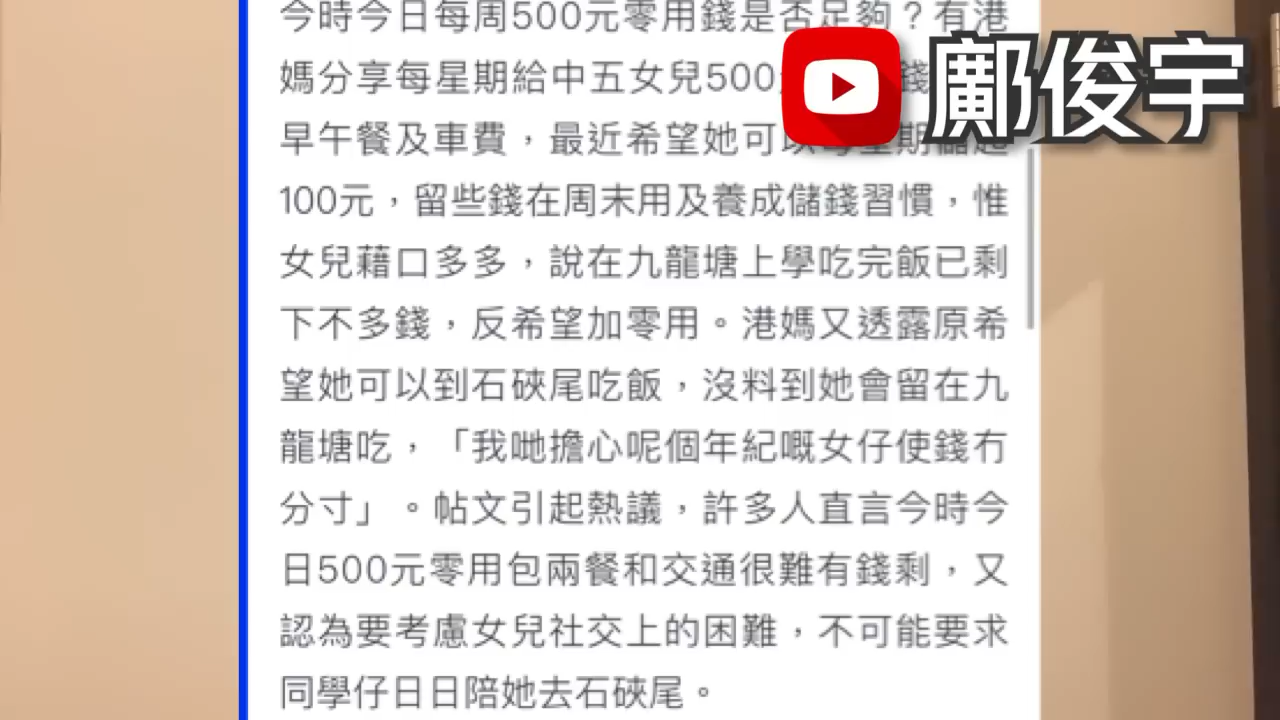 今時今日每周500元零用錢是否足夠？有港
媽分享每星期給中五女兒500
鄺俊宇
早午餐及車費，最近希望她可以每星期儲起
100元，留些錢在周末用及養成儲錢習慣，惟
女兒藉口多多，說在九龍塘上學吃完飯已剩
下不多錢，反希望加零用。港媽又透露原希
望她可以到石硤尾吃飯，沒料到她會留在九
龍塘吃，「我哋擔心呢個年紀嘅女仔使錢冇
分寸」。帖文引起熱議，許多人直言今時今
日500元零用包兩餐和交通很難有錢剩，又
認為要考慮女兒社交上的困難，不可能要求
同學仔日日陪她去石硤尾。